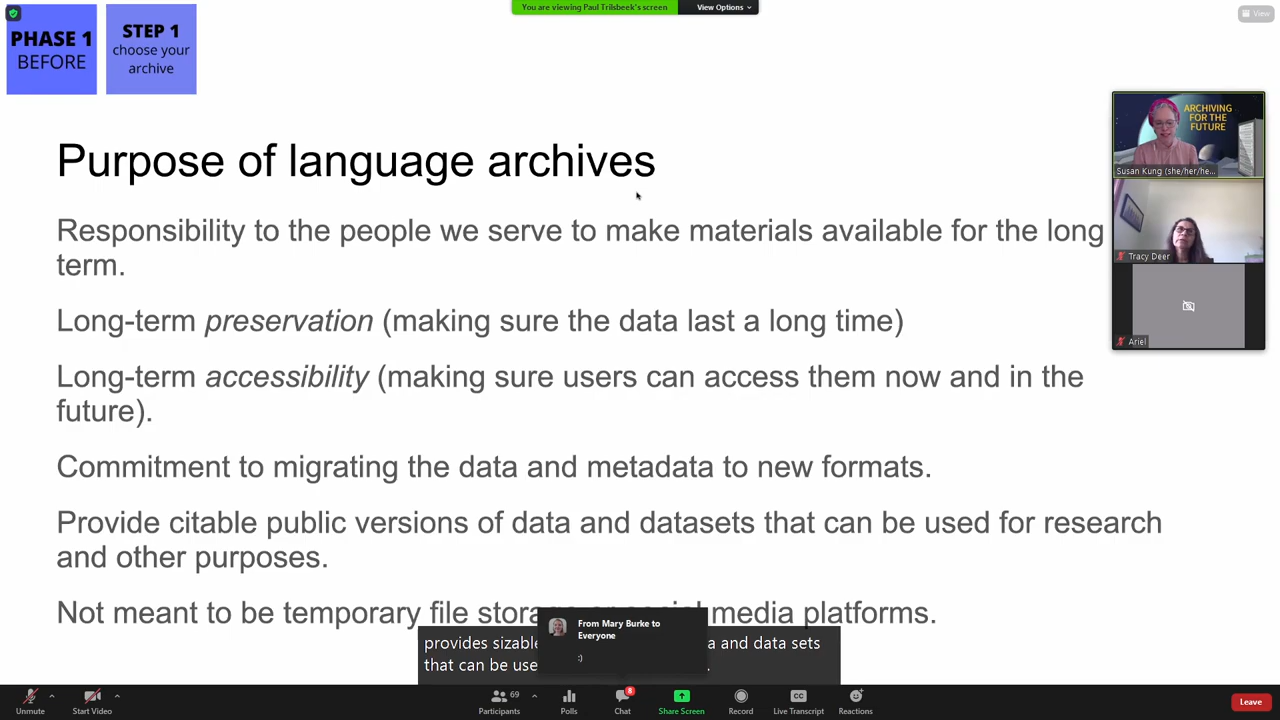 You are viewing Paul Trilsbeek's screen
View Options
View
PHASE 1
BEFORE
STEP 1
choose your
archive
Purpose of language archives
Responsibility to the people we serve to make materials available for the long
term.
Long-term preservation (making sure the data last a long time)
Long-term accessibility (making sure users can access them now and in the
future).
Commitment to migrating the data and metadata to new formats.
Provide citable public versions of data and datasets that can be used for research
and other purposes.
Not meant to be temporary file media platforms.
ARCHIVING
FOR THE
FUTURE
Susan Kung (she/her/he...
Tracy Deer
Ariel
provides and data sets
that can be
From Mary Burke to
Everyone
:)
Unmute
Start Video
69
Participants
Polls
8
Chat
Share Screen
Record
CC
Live Transcript
Reactions
Leave